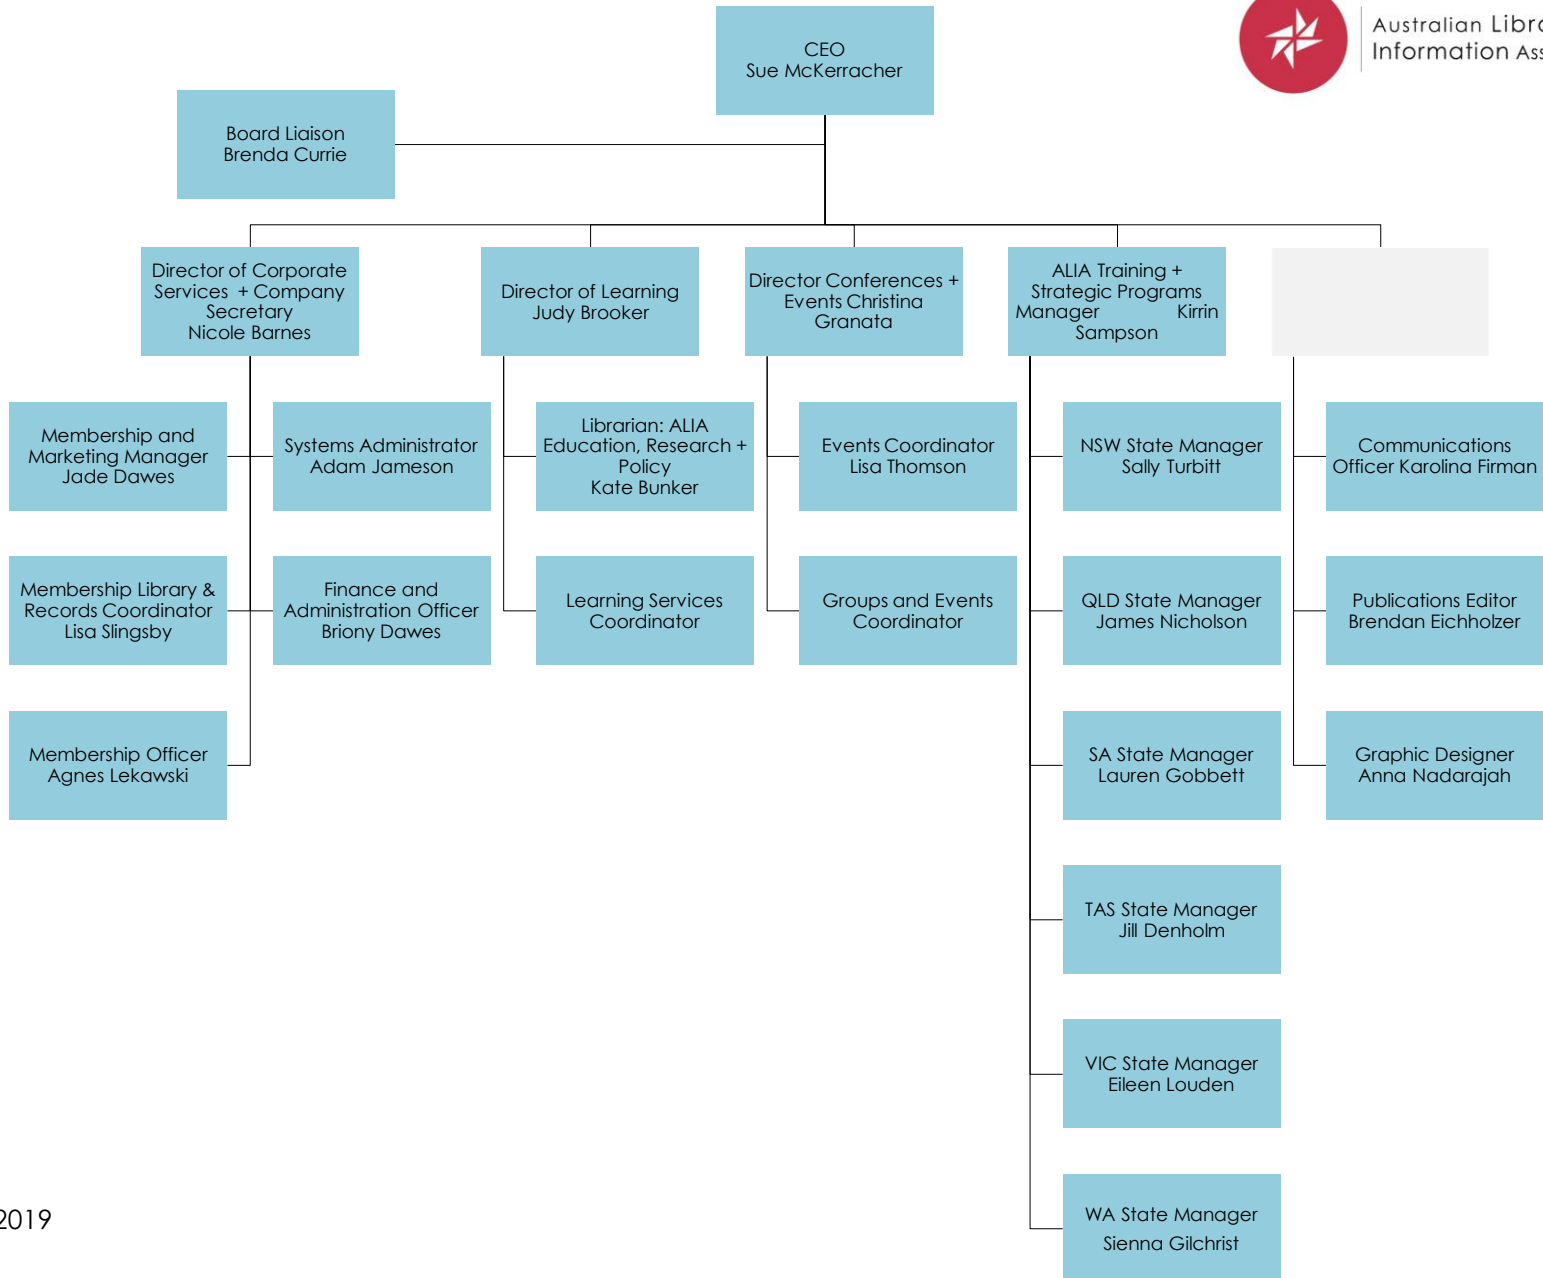 CEO
Sue McKerracher
Australian Libr
Information Ass
Board Liaison
Brenda Currie
Director of Corporate
Services + Company
Secretary
Nicole Barnes
Director of Learning
Judy Brooker
Director Conferences +
Events Christina
Granata
ALIA Training +
Strategic Programs
Manager Kirrin
Sampson
Membership and
Marketing Manager
Jade Dawes
Systems Administrator
Adam Jameson
Librarian: ALIA
Education, Research +
Policy
Kate Bunker
Events Coordinator
Lisa Thomson
NSW State Manager
Sally Turbitt
Communications
Officer Karolina Firman
Membership Library &
Records Coordinator
Lisa Slingsby
Finance and
Administration Officer
Briony Dawes
Learning Services
Coordinator
Groups and Events
Coordinator
QLD State Manager
James Nicholson
Publications Editor
Brendan Eichholzer
Membership Officer
Agnes Lekawski
SA State Manager
Lauren Gobbett
Graphic Designer
Anna Nadarajah
TAS State Manager
Jill Denholm
VIC State Manager
Eileen Louden
WA State Manager
Sienna Gilchrist
2019